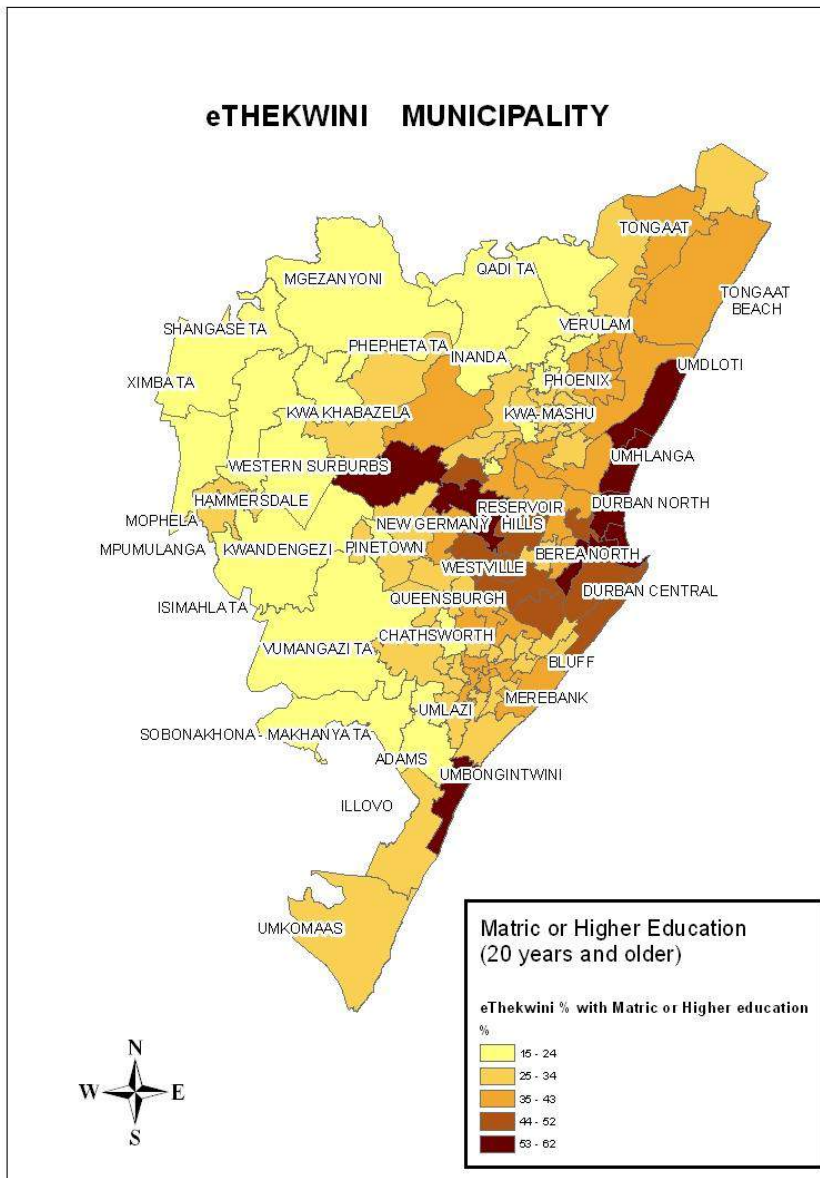 eTHEKWINI MUNICIPALITY
TONGAAT
QADI TA
MGEZANYONI
TONGAAT
BEACH
VERULAM
SHANGASE TA
PHEPHETA TA
INANDA
UMDLOTI
XIMBA TA
PHOENIX
KWA KHABAZELA
KWA-MASHU
UMHLANGA
WESTERN SURBURBS
HAMMERSDALE
RESERVOIR
HILLS
DURBAN NORTH
MOPHELA
NEW GERMANY
MPUMULANGA
KWANDENGEZI
PINETOWN
BEREA NORTH
WESTVILLE
DURBAN CENTRAL
ISIMAHLA TA
QUEENSBURGH
CHATHSWORTH
VUMANGAZI TA
BLUFF
MEREBANK
UMLAZI
SOBONAKHONA - MAKHANYA TA
ADAMS
UMBONGINTWINI
ILLOVO
UMKOMAAS
Matric or Higher Education
(20 years and older)
eThekwini % with Matric or Higher education
%
15 - 24
25 - 34
35 - 43
44 - 52
53 - 62
N
W E
S